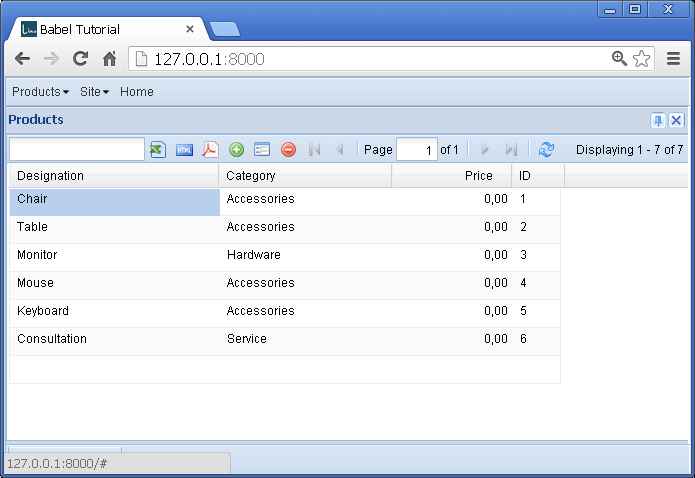 Babel Tutorial
127.0.0.1:8000
Products Site Home
Products
Page 1 of 1 Displaying 1 - 7 of 7
Designation Category Price ID
Chair Accessories 0,00 1
Table Accessories 0,00 2
Monitor Hardware 0,00 3
Mouse Accessories 0,00 4
Keyboard Accessories 0,00 5
Consultation Service 0,00 6
127.0.0.1:8000/#